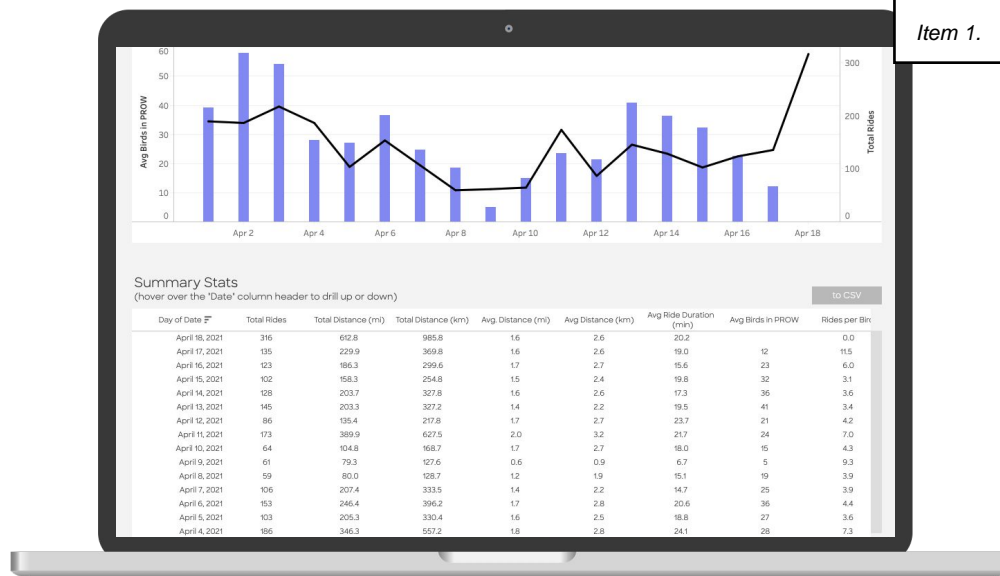 Item 1.
60
50
40
30
20
10
0
Avg Birds in PROW
300
200
100
0
Total Rides
Apr 2 Apr 4 Apr 6 Apr 8 Apr 10 Apr 12 Apr 14 Apr 16 Apr 18
Summary Stats
(hover over the "Date" column header to drill up or down)
to CSV
Day of Date Total Rides Total Distance (mi) Total Distance (km) Avg. Distance (mi) Avg Distance (km) Avg Ride Duration (min) Avg Birds in PROW Rides per Bir
April 18, 2021 316 612.8 985.8 1.6 2.6 20.2 0.0
April 17, 2021 135 229.9 369.8 1.6 2.6 19.0 12 11.5
April 16, 2021 123 186.3 299.6 1.7 2.7 15.6 23 6.0
April 15, 2021 102 158.3 254.8 1.5 2.4 19.8 32 3.1
April 14, 2021 128 203.7 327.8 1.6 2.6 17.3 36 3.6
April 13, 2021 145 203.3 327.2 1.4 2.2 19.5 41 3.4
April 12, 2021 86 135.4 217.8 1.7 2.7 23.7 21 4.2
April 11, 2021 173 389.9 627.5 2.0 3.2 21.7 24 7.0
April 10, 2021 64 104.8 168.7 1.7 2.7 18.0 15 4.3
April 9, 2021 61 79.3 127.6 0.6 0.9 6.7 5 9.3
April 8, 2021 59 80.0 128.7 1.2 1.9 15.1 19 3.9
April 7, 2021 106 207.4 333.5 1.4 2.2 14.7 25 3.9
April 6, 2021 153 246.4 396.2 1.7 2.8 20.6 36 4.4
April 5, 2021 103 205.3 330.4 1.6 2.5 18.8 27 3.6
April 4, 2021 186 346.3 557.2 1.8 2.8 24.1 28 7.3